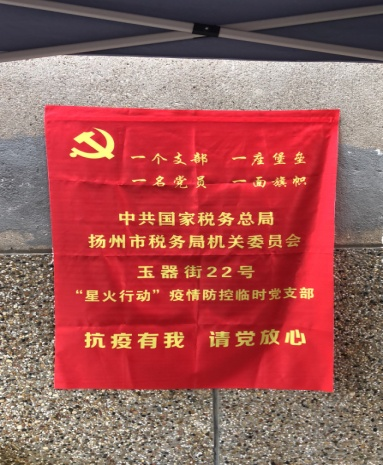 一个支部 一座堡垒
一名党员 一面旗帜
中共国家税务总局
扬州市税务局机关委员会
玉器街22号
“星火行动”疫情防控临时党支部
抗疫有我 请党放心